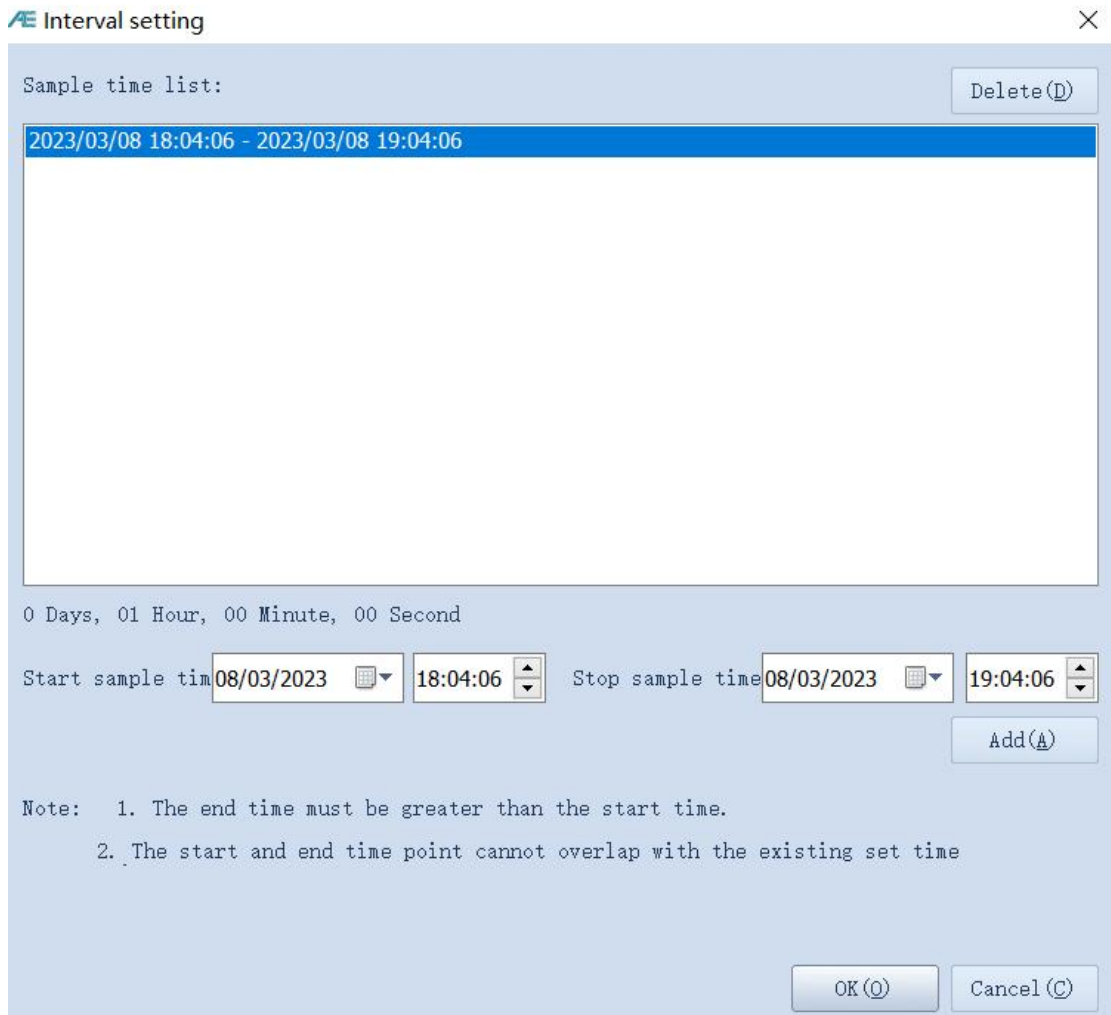 Æ Interval setting
Sample time list:
Delete(D)
2023/03/08 18:04:06 - 2023/03/08 19:04:06
0 Days, 01 Hour, 00 Minute, 00 Second
Start sample tim 08/03/2023 18:04:06 Stop sample time 08/03/2023 19:04:06
Add(A)
Note: 1. The end time must be greater than the start time.
2. The start and end time point cannot overlap with the existing set time
OK(O) Cancel(C)